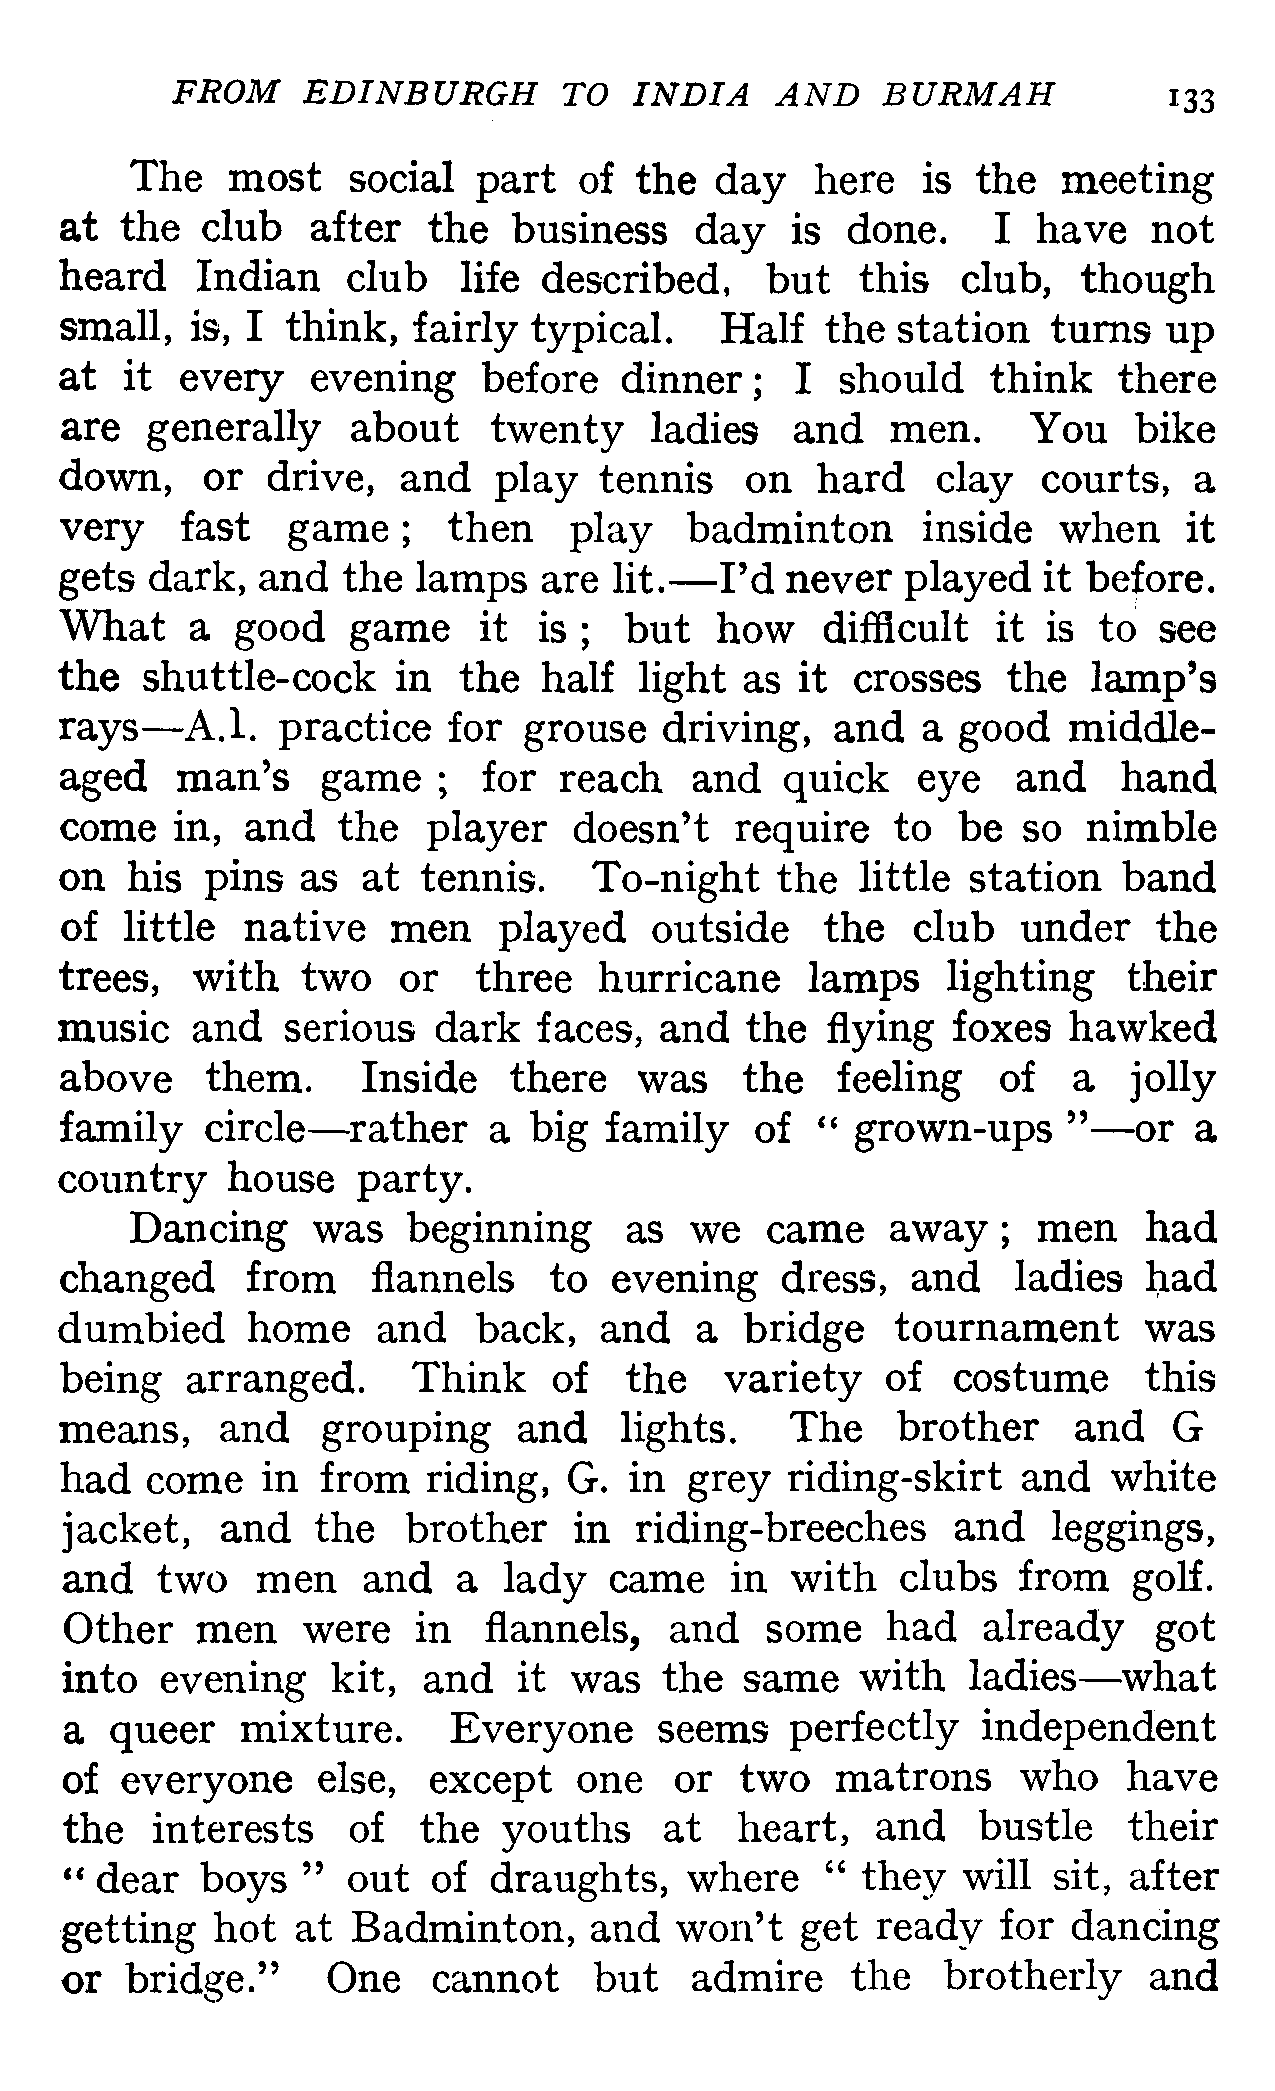 FROM EDINBURGH TO INDIA AND BURMAH 133
The most social part of the day here is the meeting
at the club after the business day is done. I have not
heard Indian club life described, but this club, though
small, is, I think, fairly typical. Half the station turns up
at it every evening before dinner ; I should think there
are generally about twenty ladies and men. You bike
down, or drive, and play tennis on hard clay courts, a
very fast game ; then play badminton inside when it
gets dark, and the lamps are lit.—I’d never played it before.
What a good game it is ; but how difficult it is to see
the shuttle-cock in the half light as it crosses the lamp’s
rays—A.1. practice for grouse driving, and a good middle-
aged man’s game ; for reach and quick eye and hand
come in, and the player doesn’t require to be so nimble
on his pins as at tennis. To-night the little station band
of little native men played outside the club under the
trees, with two or three hurricane lamps lighting their
music and serious dark faces, and the flying foxes hawked
above them. Inside there was the feeling of a jolly
family circle—rather a big family of “ grown-ups ”—or a
country house party.
Dancing was beginning as we came away ; men had
changed from flannels to evening dress, and ladies had
dumbied home and back, and a bridge tournament was
being arranged. Think of the variety of costume this
means, and grouping and lights. The brother and G
had come in from riding, G. in grey riding-skirt and white
jacket, and the brother in riding-breeches and leggings,
and two men and a lady came in with clubs from golf.
Other men were in flannels, and some had already got
into evening kit, and it was the same with ladies—what
a queer mixture. Everyone seems perfectly independent
of everyone else, except one or two matrons who have
the interests of the youths at heart, and bustle their
“ dear boys ” out of draughts, where “ they will sit, after
getting hot at Badminton, and won’t get ready for dancing
or bridge.” One cannot but admire the brotherly and